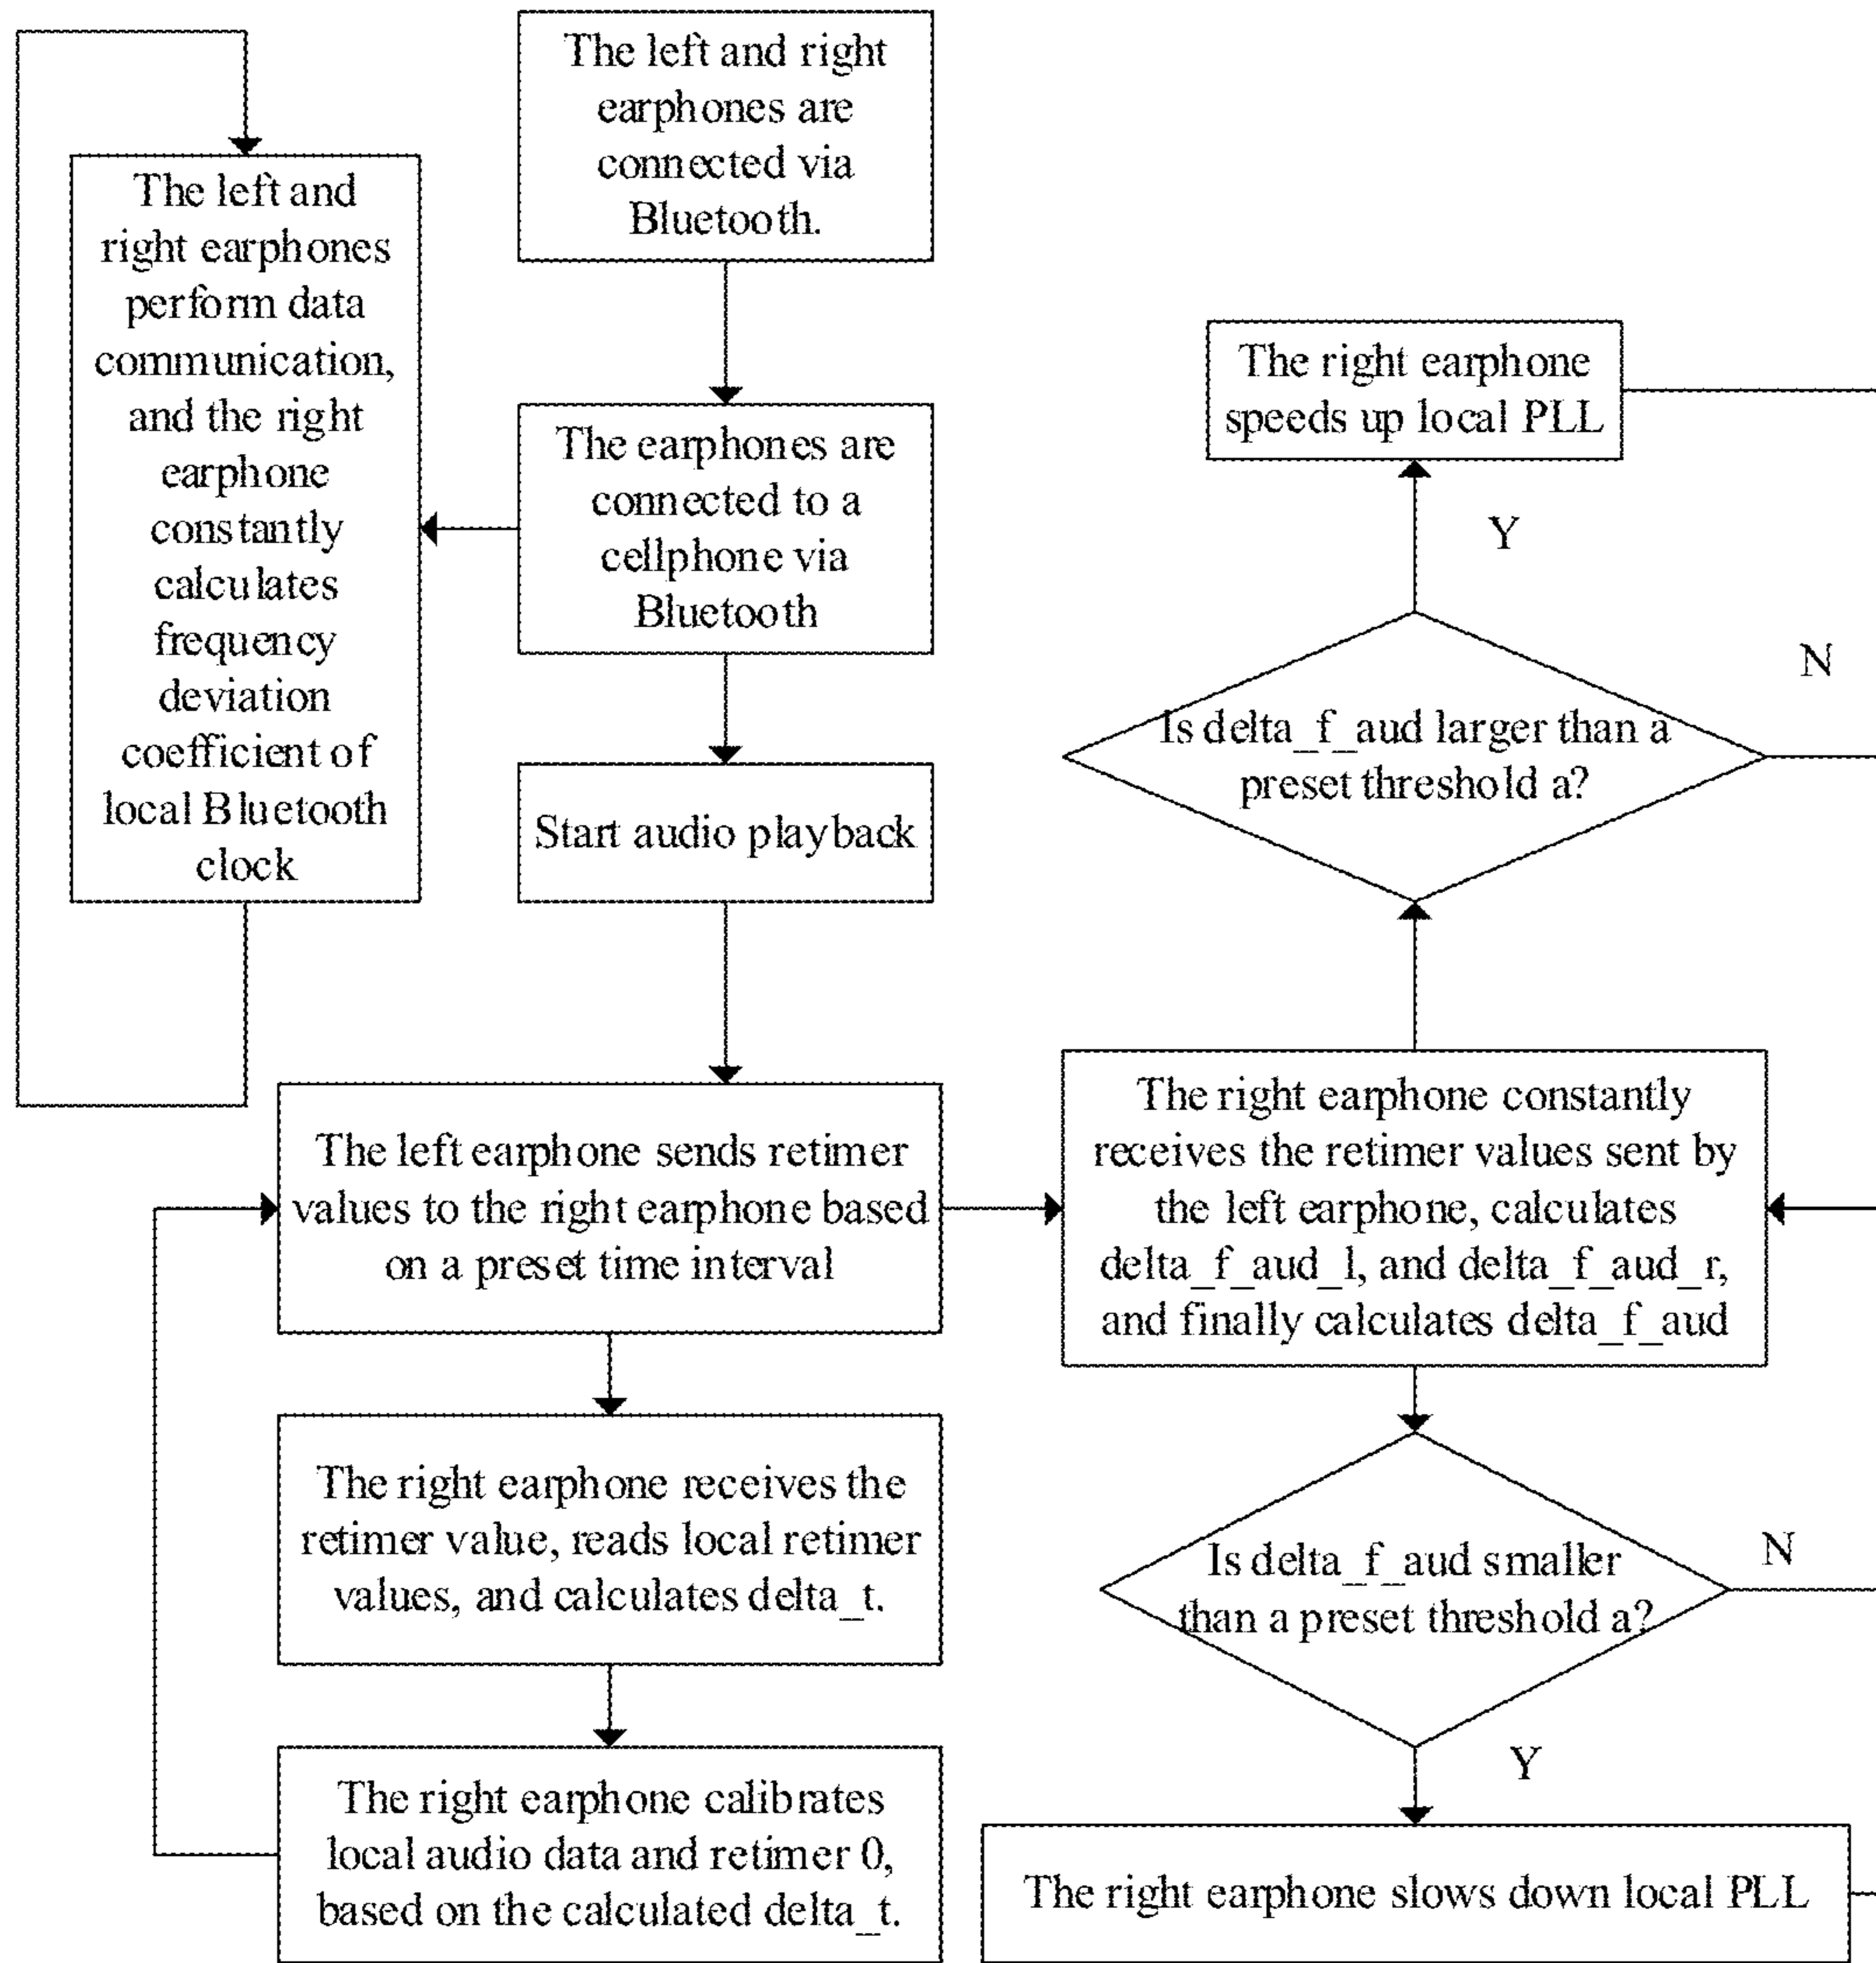 The left and right
earphones are
connected via
Bluetooth.
The left and
right earphones
perform data
communication,
and the right
earphone
constantly
calculates
frequency
deviation
coefficient of
local Bluetooth
clock
The earphones are
connected to a
cellphone via
Bluetooth
Start audio playback
The left earphone sends retimer
values to the right earphone based
on a preset time interval
The right earphone receives the
retimer value, reads local retimer
values, and calculates delta_t.
The right earphone calibrates
local audio data and retimer 0,
based on the calculated delta_t.
The right earphone
speeds up local PLL
Y
N
Is delta_f_aud larger than a
preset threshold a?
The right earphone constantly
receives the retimer values sent by
the left earphone, calculates
delta_f_aud_l, and delta_f_aud_r,
and finally calculates delta_f_aud
Is delta_f_aud smaller
than a preset threshold a?
N
Y
The right earphone slows down local PLL